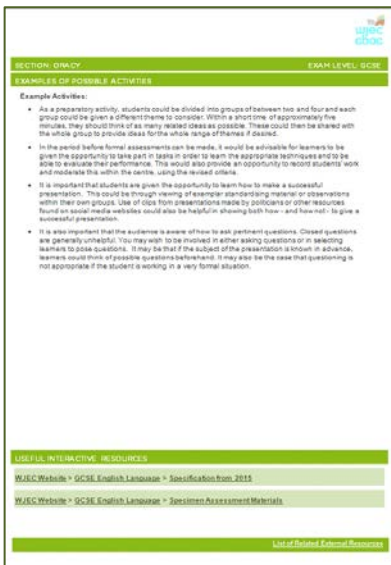 wjec
cbac
SECTION: ORACY EXAM LEVEL: GCSE
EXAMPLES OF POSSIBLE ACTIVITIES
Example Activities:
• As a preparatory activity, students could be divided into groups of between two and four and each
group could be given a different theme to consider. Within a short time of approximately five
minutes, they should think of as many related ideas as possible. These could then be shared with
the whole group to provide ideas for the whole range of themes if desired.
• In the period before formal assessments can be made, it would be advisable for learners to be
given the opportunity to take part in tasks in order to learn the appropriate techniques and to be
able to evaluate their performance. This would also provide an opportunity to record students' work
and moderate this within the centre, using the revised criteria.
• It is important that students are given the opportunity to learn how to make a successful
presentation. This could be through viewing of exemplar standardising material or observations
within their own groups. Use of clips from presentations made by politicians or other resources
found on social media websites could also be helpful in showing both how - and how not - to give a
successful presentation.
• It is also important that the audience is aware of how to ask pertinent questions. Closed questions
are generally unhelpful. You may wish to be involved in either asking questions or in selecting
learners to pose questions. It may be that if the subject of the presentation is known in advance,
learners could think of possible questions beforehand. It may also be the case that questioning is
not appropriate if the student is working in a very formal situation.
USEFUL INTERACTIVE RESOURCES
WJEC Website > GCSE English Language > Specification from 2015
WJEC Website > GCSE English Language > Specimen Assessment Materials
List of Related External Resources